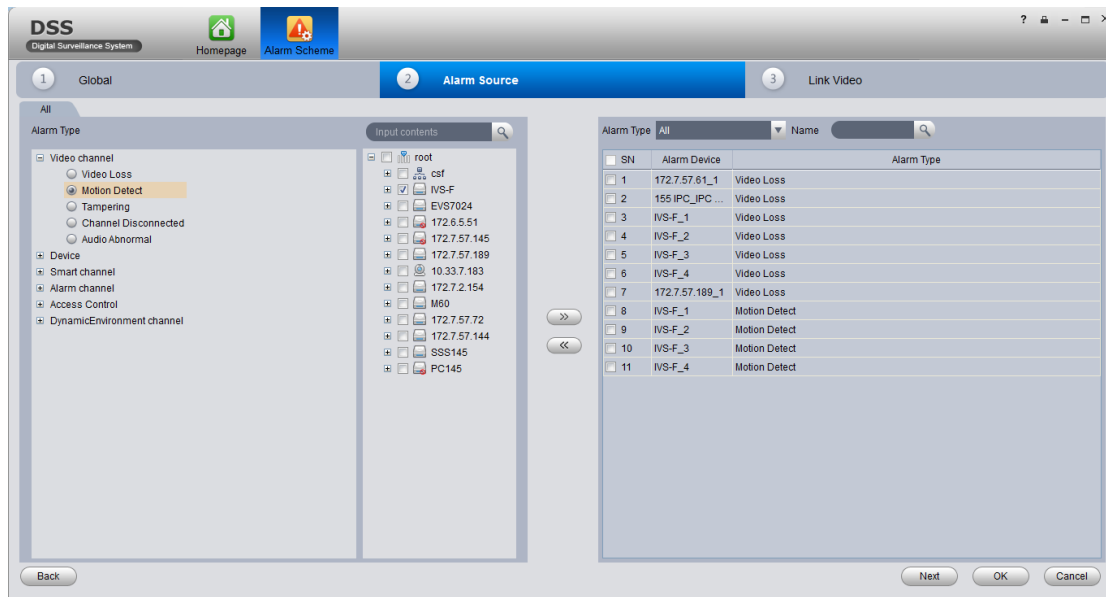 DSS
Digital Surveillance System
Homepage
Alarm Scheme
?
1 Global
2 Alarm Source
3 Link Video
All
Alarm Type
Input contents
Video channel
Video Loss
Motion Detect
Tampering
Channel Disconnected
Audio Abnormal
Device
Smart channel
Alarm channel
Access Control
DynamicEnvironment channel
root
csf
IVS-F
EVS7024
172.6.5.51
172.7.57.145
172.7.57.189
10.33.7.183
172.7.2.154
M60
172.7.57.72
172.7.57.144
SSS145
PC145
>>
<<
Alarm Type All Name
SN Alarm Device Alarm Type
1 172.7.57.61_1 Video Loss
2 155 IPC_IPC ... Video Loss
3 IVS-F_1 Video Loss
4 IVS-F_2 Video Loss
5 IVS-F_3 Video Loss
6 IVS-F_4 Video Loss
7 172.7.57.189_1 Video Loss
8 IVS-F_1 Motion Detect
9 IVS-F_2 Motion Detect
10 IVS-F_3 Motion Detect
11 IVS-F_4 Motion Detect
Back
Next OK Cancel